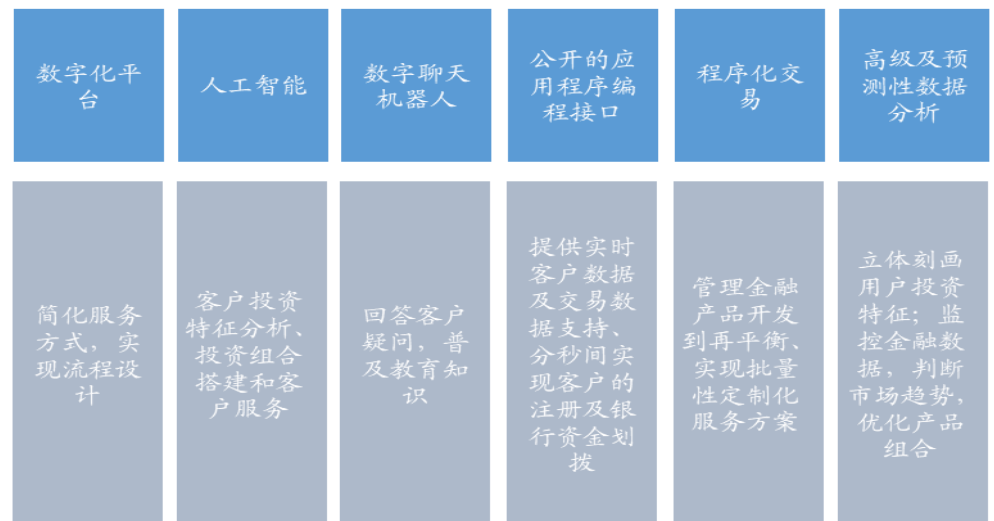 数字化平
台
人工智能
数字聊天
机器人
公开的应
用程序编
程接口
程序化交
易
高级及预
测性数据
分析
简化服务
方式，实
现流程设
计
客户投资
特征分析、
投资组合
搭建和客
户服务
回答客户
疑问，普
及教育知
识
提供实时
客户数据
及交易数
据支持、
分秒间实
现客户的
注册及银
行资金划
拨
管理金融
产品开发
到再平衡、
实现批量
性定制化
服务方案
立体刻画
用户投资
特征；监
控金融数
据，判断
市场趋势，
优化产品
组合